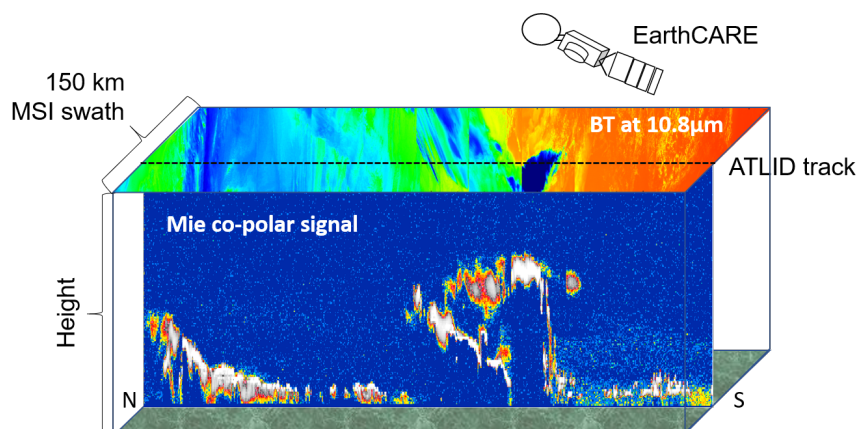 EarthCARE
150 km
MSI swath
BT at 10.8µm
ATLID track
Mie co-polar signal
Height
N
S